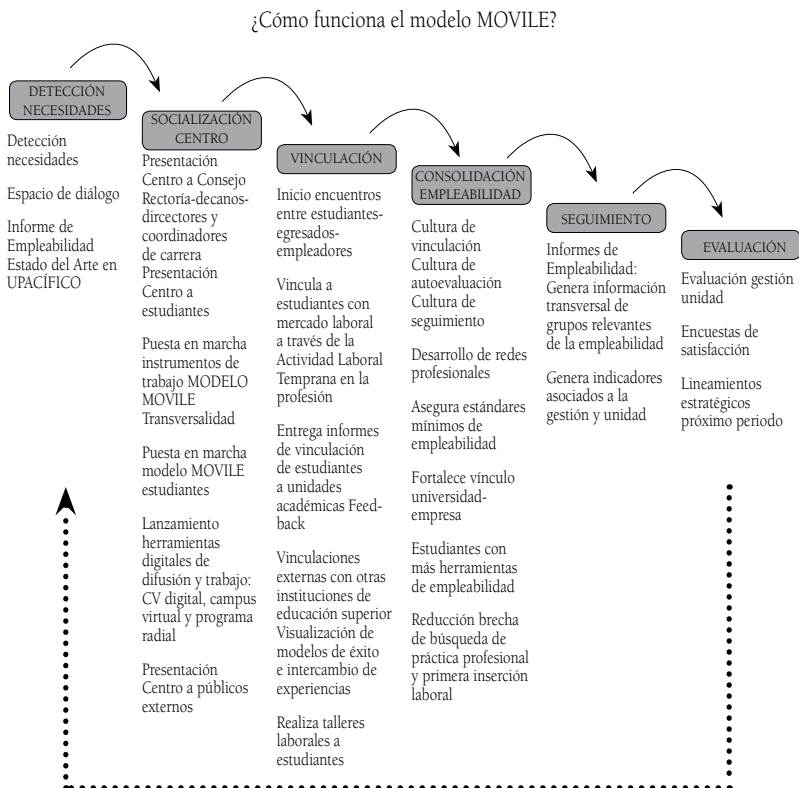 ¿Cómo funciona el modelo MOVILE?
DETECCIÓN
NECESIDADES
Detección
necesidades
Espacio de diálogo
Informe de
Empleabilidad
Estado del Arte en
UPACÍFICO
SOCIALIZACIÓN
CENTRO
Presentación
Centro a Consejo
Rectoría-decanos-
dircectores y
coordinadores
de carrera
Presentación
Centro a
estudiantes
Puesta en marcha
instrumentos de
trabajo MODELO
MOVILE
Transversalidad
Puesta en marcha
modelo MOVILE
estudiantes
Lanzamiento
herramientas
digitales de
difusión y trabajo:
CV digital, campus
virtual y programa
radial
Presentación
Centro a públicos
externos
VINCULACIÓN
Inicio encuentros
entre estudiantes-
egresados-
empleadores
Vincula a
estudiantes con
mercado laboral
a través de la
Actividad Laboral
Temprana en la
profesión
Entrega informes
de vinculación
de estudiantes
a unidades
académicas Feed-
back
Vinculaciones
externas con otras
instituciones de
educación superior
Visualización de
modelos de éxito
e intercambio de
experiencias
Realiza talleres
laborales a
estudiantes
CONSOLIDACIÓN
EMPLEABILIDAD
Cultura de
vinculación
Cultura de
autoevaluación
Cultura de
seguimiento
Desarrollo de redes
profesionales
Asegura estándares
mínimos de
empleabilidad
Fortalece vínculo
universidad-
empresa
Estudiantes con
más herramientas
de empleabilidad
Reducción brecha
de búsqueda de
práctica profesional
y primera inserción
laboral
SEGUIMIENTO
Informes de
Empleabilidad:
Genera información
transversal de
grupos relevantes
de la empleabilidad
Genera indicadores
asociados a la
gestión y unidad
EVALUACIÓN
Evaluación gestión
unidad
Encuestas de
satisfacción
Lineamientos
estratégicos
próximo periodo